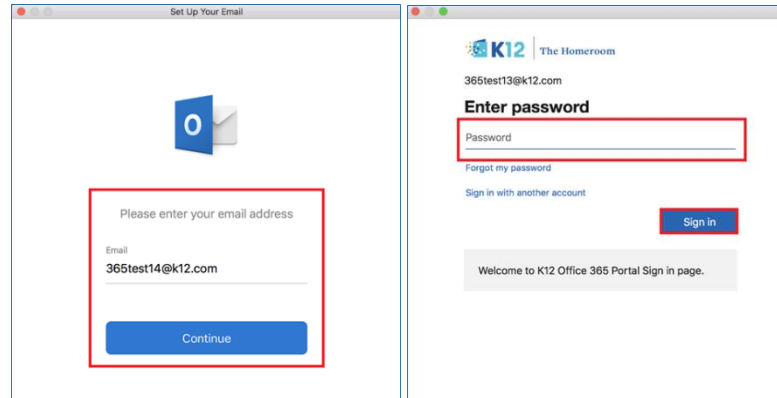 Set Up Your Email
O
Please enter your email address
Email
365test14@k12.com
Continue
K12 The Homeroom
365test13@k12.com
Enter password
Password
Forgot my password
Sign in with another account
Sign in
Welcome to K12 Office 365 Portal Sign in page.